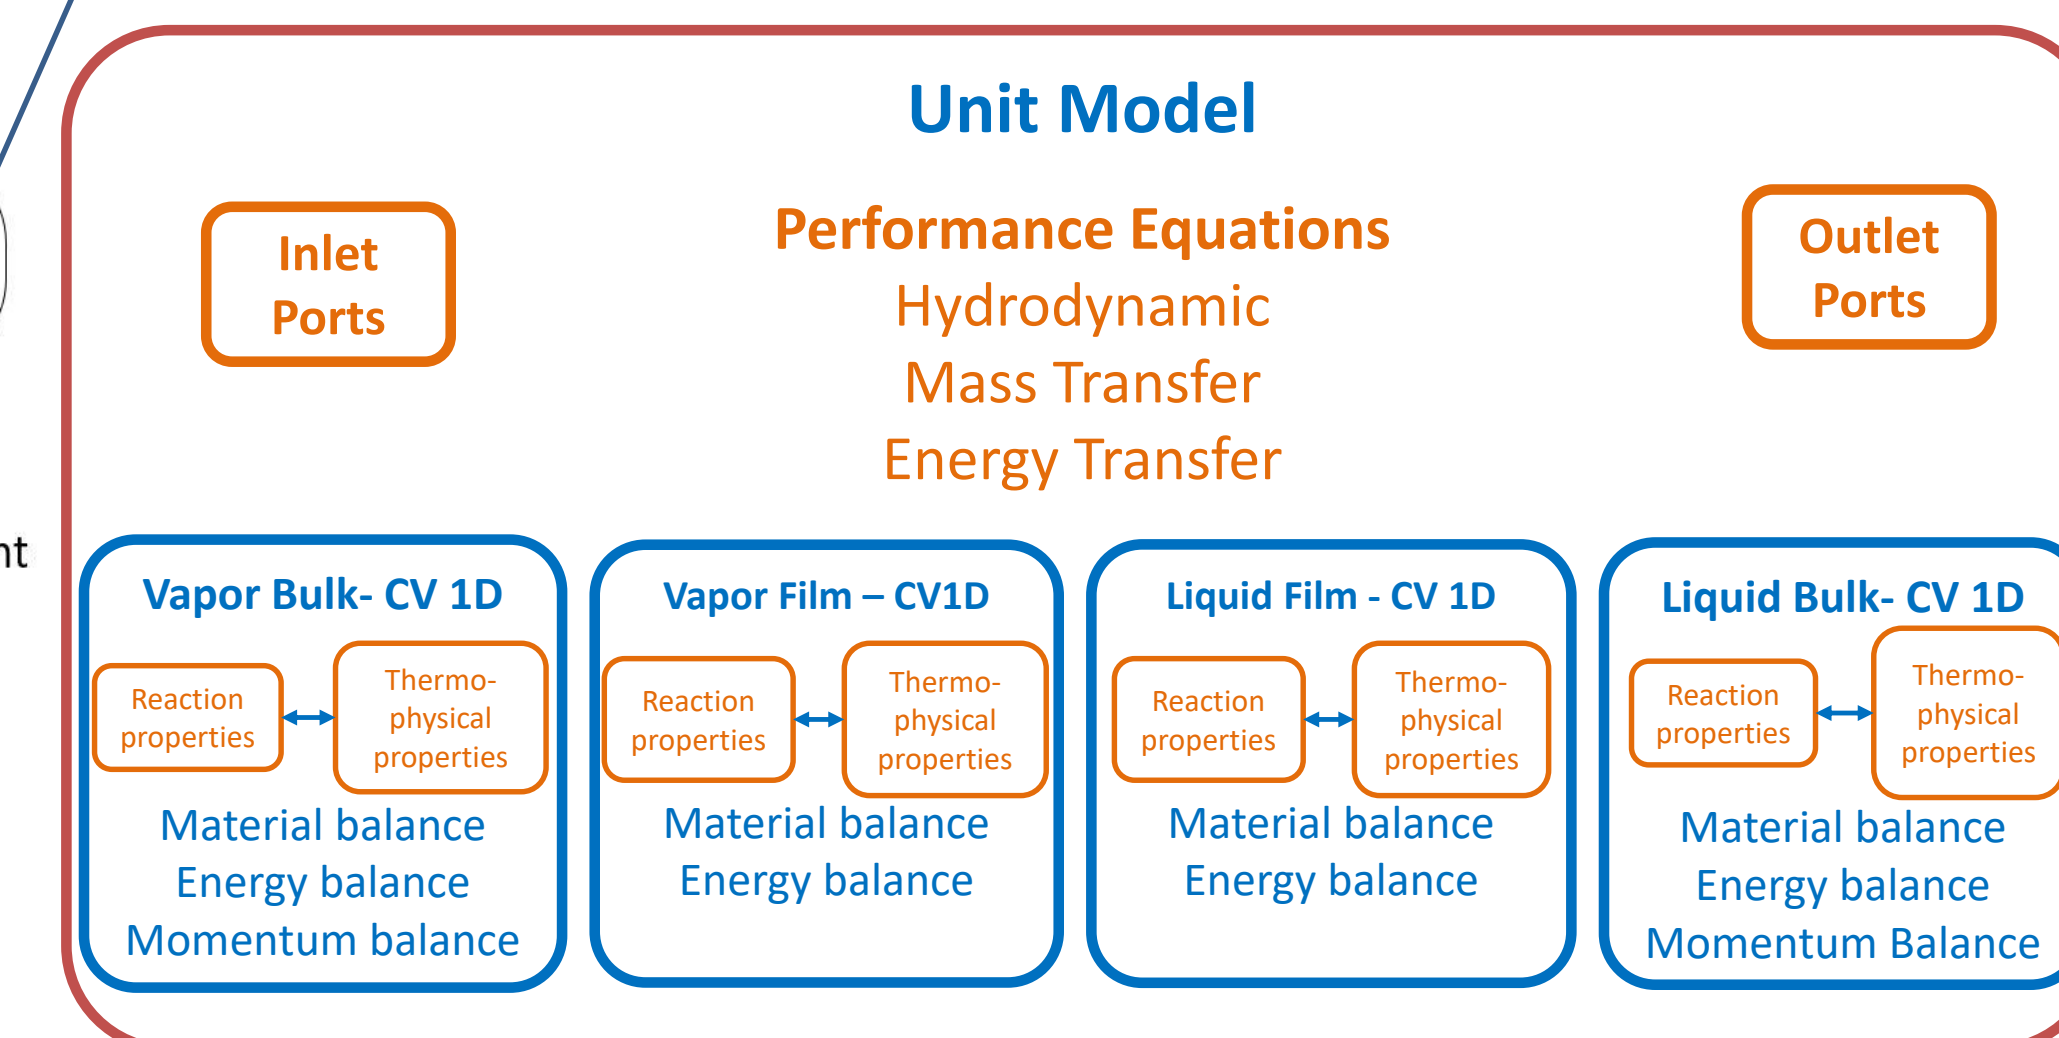 Unit Model
Inlet
Ports
Performance Equations
Hydrodynamic
Mass Transfer
Energy Transfer
Outlet
Ports
nt
Vapor Bulk- CV 1D
Reaction
properties
Thermo-
physical
properties
Material balance
Energy balance
Momentum balance
Vapor Film – CV1D
Reaction
properties
Thermo-
physical
properties
Material balance
Energy balance
Liquid Film - CV 1D
Reaction
properties
Thermo-
physical
properties
Material balance
Energy balance
Liquid Bulk- CV 1D
Reaction
properties
Thermo-
physical
properties
Material balance
Energy balance
Momentum Balance